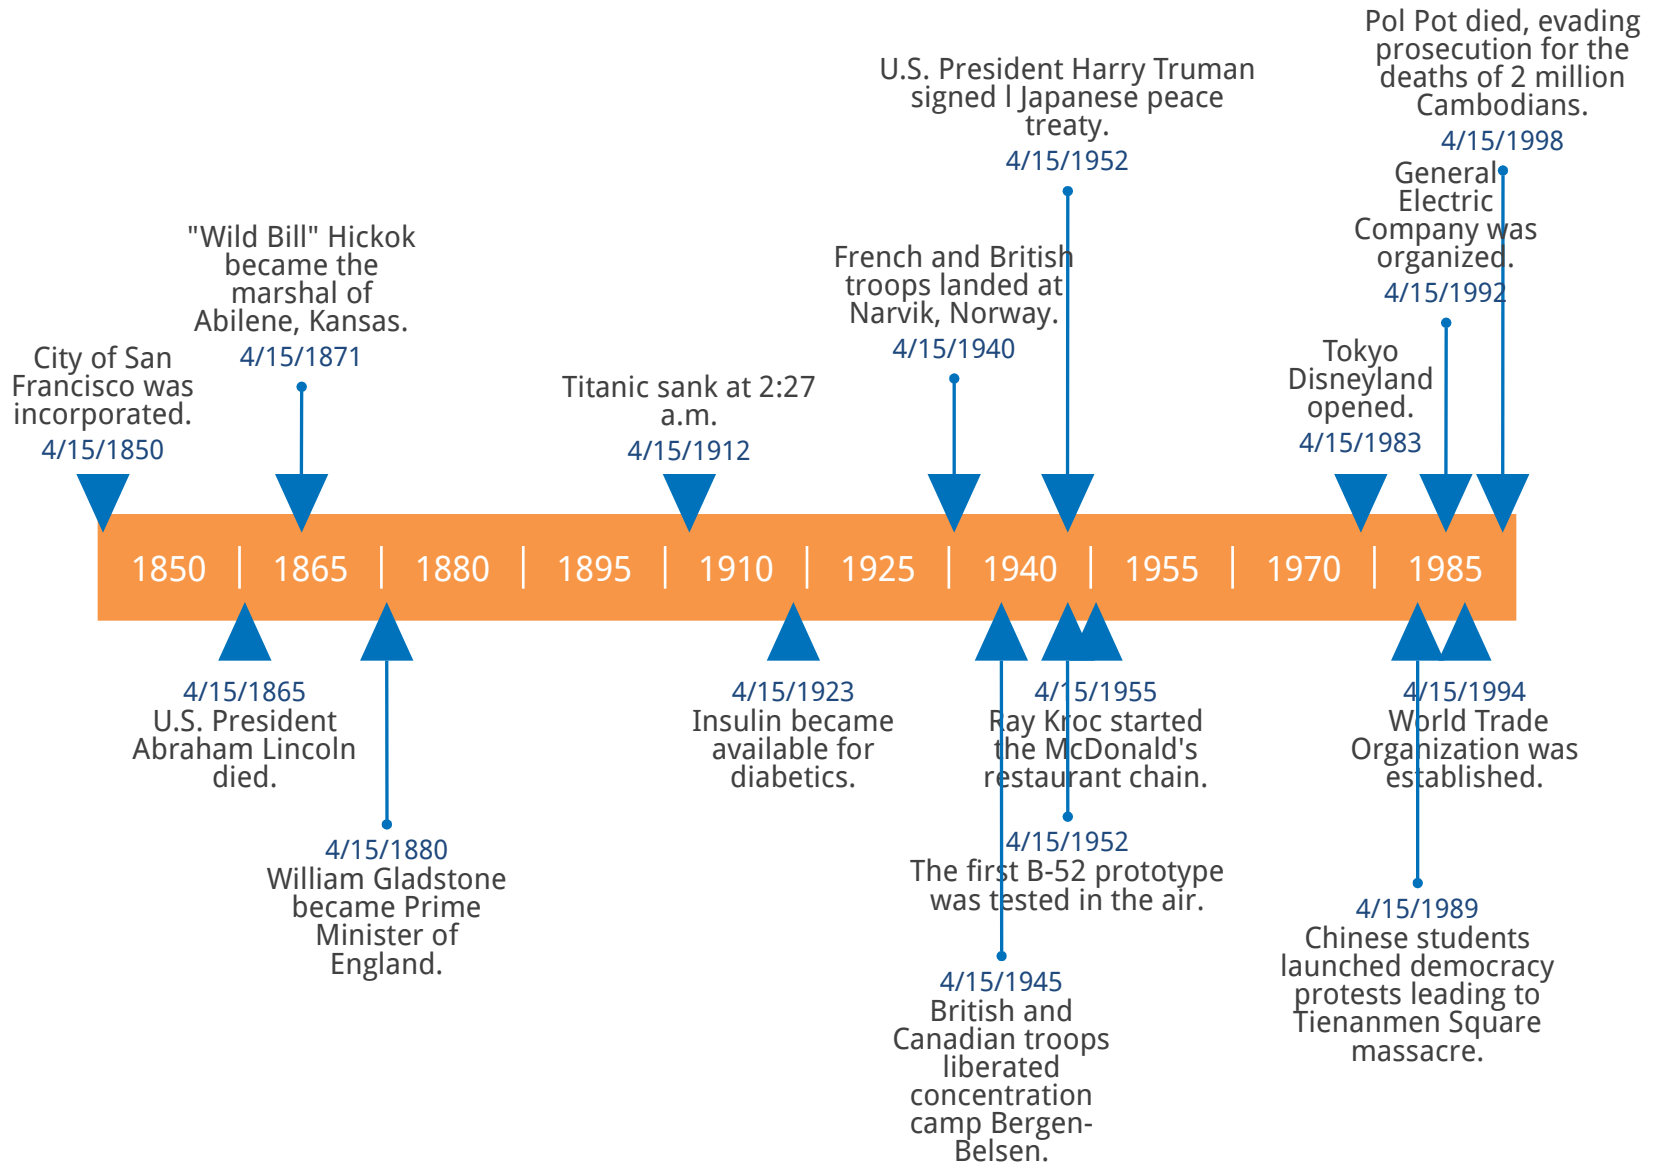 Pol Pot died, evading
prosecution for the
deaths of 2 million
Cambodians.
4/15/1998
U.S. President Harry Truman
signed l Japanese peace
treaty.
4/15/1952
General
Electric
Company was
organized.
4/15/1992
"Wild Bill" Hickok
became the
marshal of
Abilene, Kansas.
4/15/1871
French and British
troops landed at
Narvik, Norway.
4/15/1940
City of San
Francisco was
incorporated.
4/15/1850
Titanic sank at 2:27
a.m.
4/15/1912
Tokyo
Disneyland
opened.
4/15/1983
1850 1865 1880 1895 1910 1925 1940 1955 1970 1985
4/15/1865
U.S. President
Abraham Lincoln
died.
4/15/1923
Insulin became
available for
diabetics.
4/15/1955
Ray Kroc started
the McDonald's
restaurant chain.
4/15/1994
World Trade
Organization was
established.
4/15/1880
William Gladstone
became Prime
Minister of
England.
4/15/1952
The first B-52 prototype
was tested in the air.
4/15/1989
Chinese students
launched democracy
protests leading to
Tienanmen Square
massacre.
4/15/1945
British and
Canadian troops
liberated
concentration
camp Bergen-
Belsen.